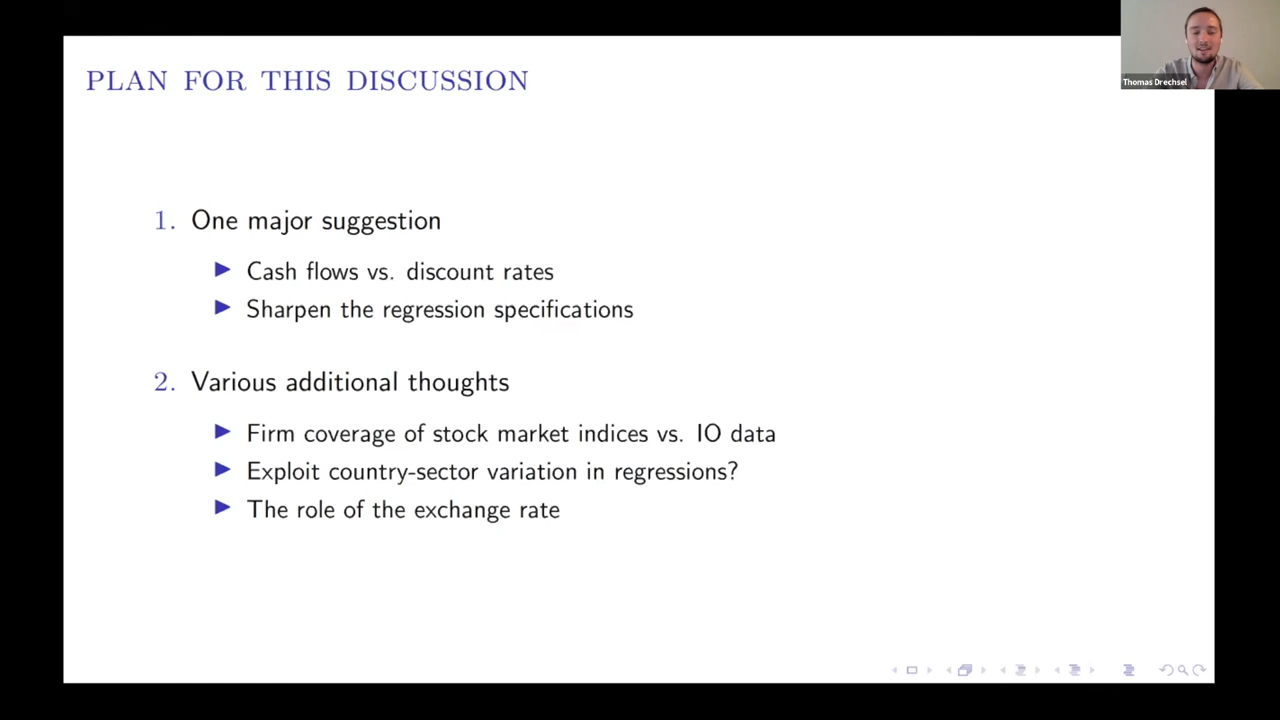 PLAN FOR THIS DISCUSSION
Thomas Drechsel
1. One major suggestion
▶ Cash flows vs. discount rates
▶ Sharpen the regression specifications
2. Various additional thoughts
▶ Firm coverage of stock market indices vs. IO data
▶ Exploit country-sector variation in regressions?
▶ The role of the exchange rate